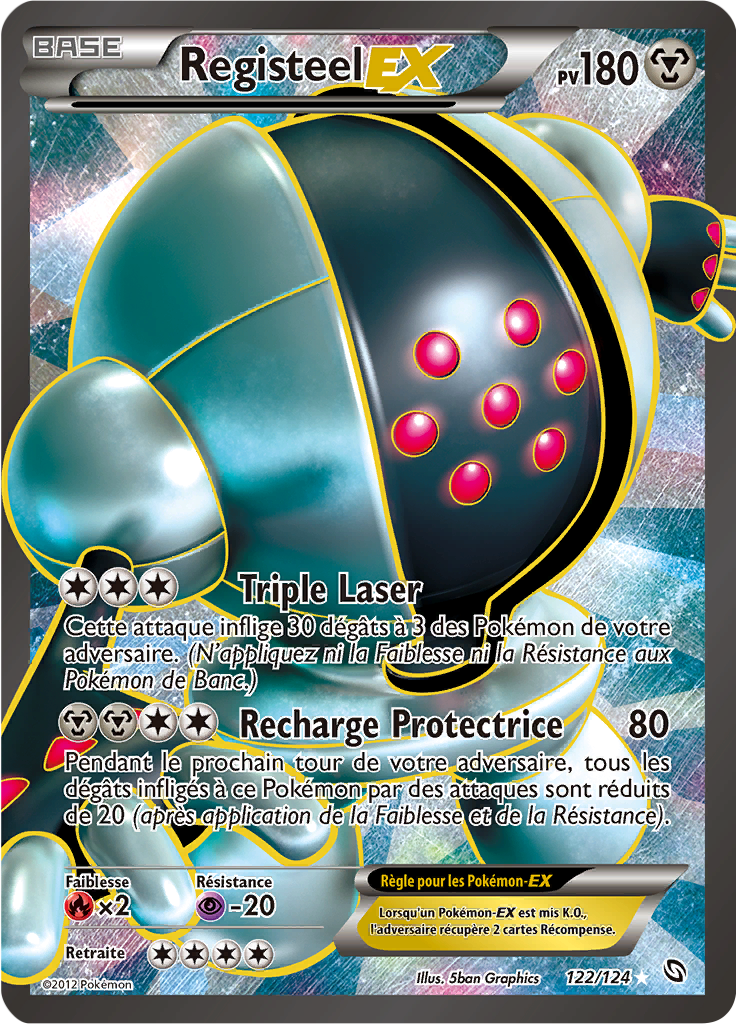 BASE
Registeel EX
PV180
Triple Laser
Cette attaque inflige 30 dégâts à 3 des Pokémon de votre
adversaire. (N'appliquez ni la Faiblesse ni la Résistance aux
Pokémon de Banc.)
Recharge Protectrice 80
Pendant le prochain tour de votre adversaire, tous les
dégâts infligés à ce Pokémon par des attaques sont réduits
de 20 (après application de la Faiblesse et de la Résistance).
Faiblesse Résistance
×2 -20
Règle pour les Pokémon-EX
Lorsqu'un Pokémon-EX est mis K.O.,
l'adversaire récupère 2 cartes Récompense.
Retraite
©2012 Pokémon
Illus. 5ban Graphics 122/124